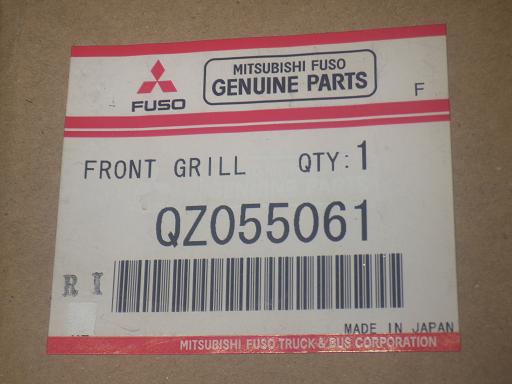 MITSUBISHI FUSO
GENUINE PARTS
FUSO
F
FRONT GRILL QTY:1
QZ055061
R I
MADE IN JAPAN
MITSUBISHI FUSO TRUCK & BUS CORPORATION